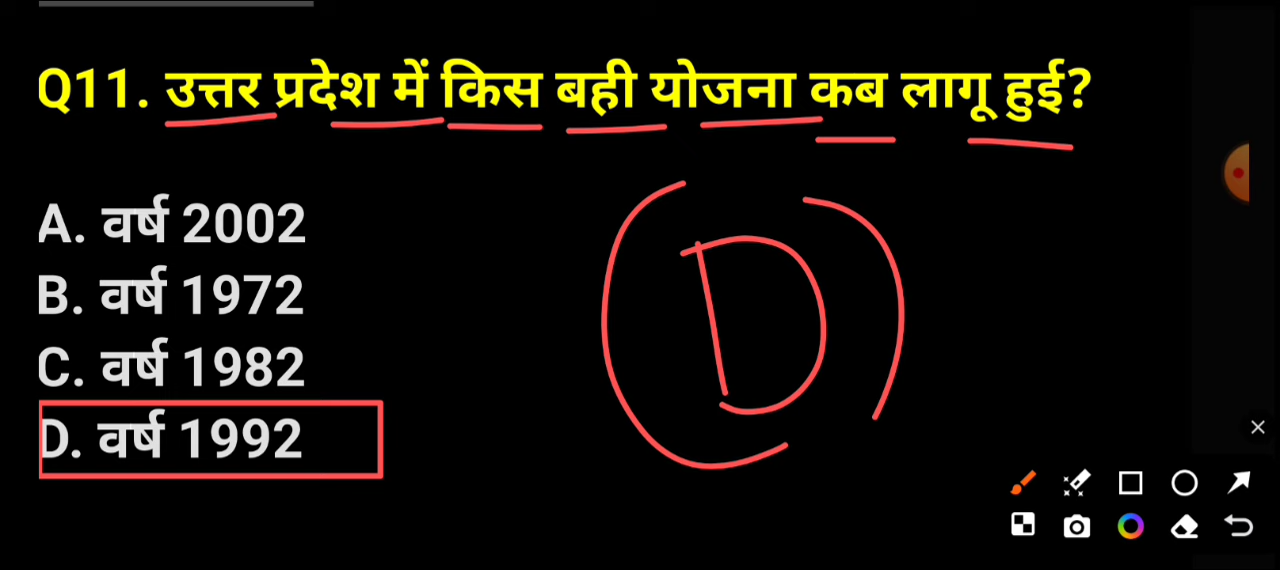 Q11. उत्तर प्रदेश में किस बही योजना कब लागू हुई?
A. वर्ष 2002
B. वर्ष 1972
C. वर्ष 1982
D. वर्ष 1992
(D)